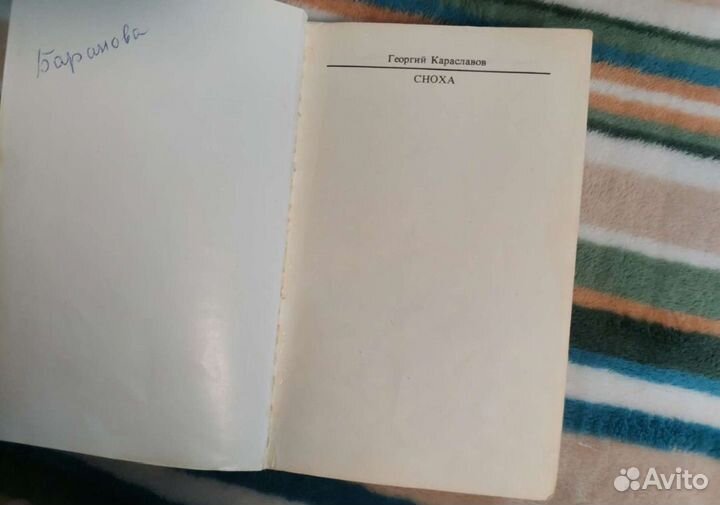 Баранова
Георгий Караславов
СНОХА
Avito